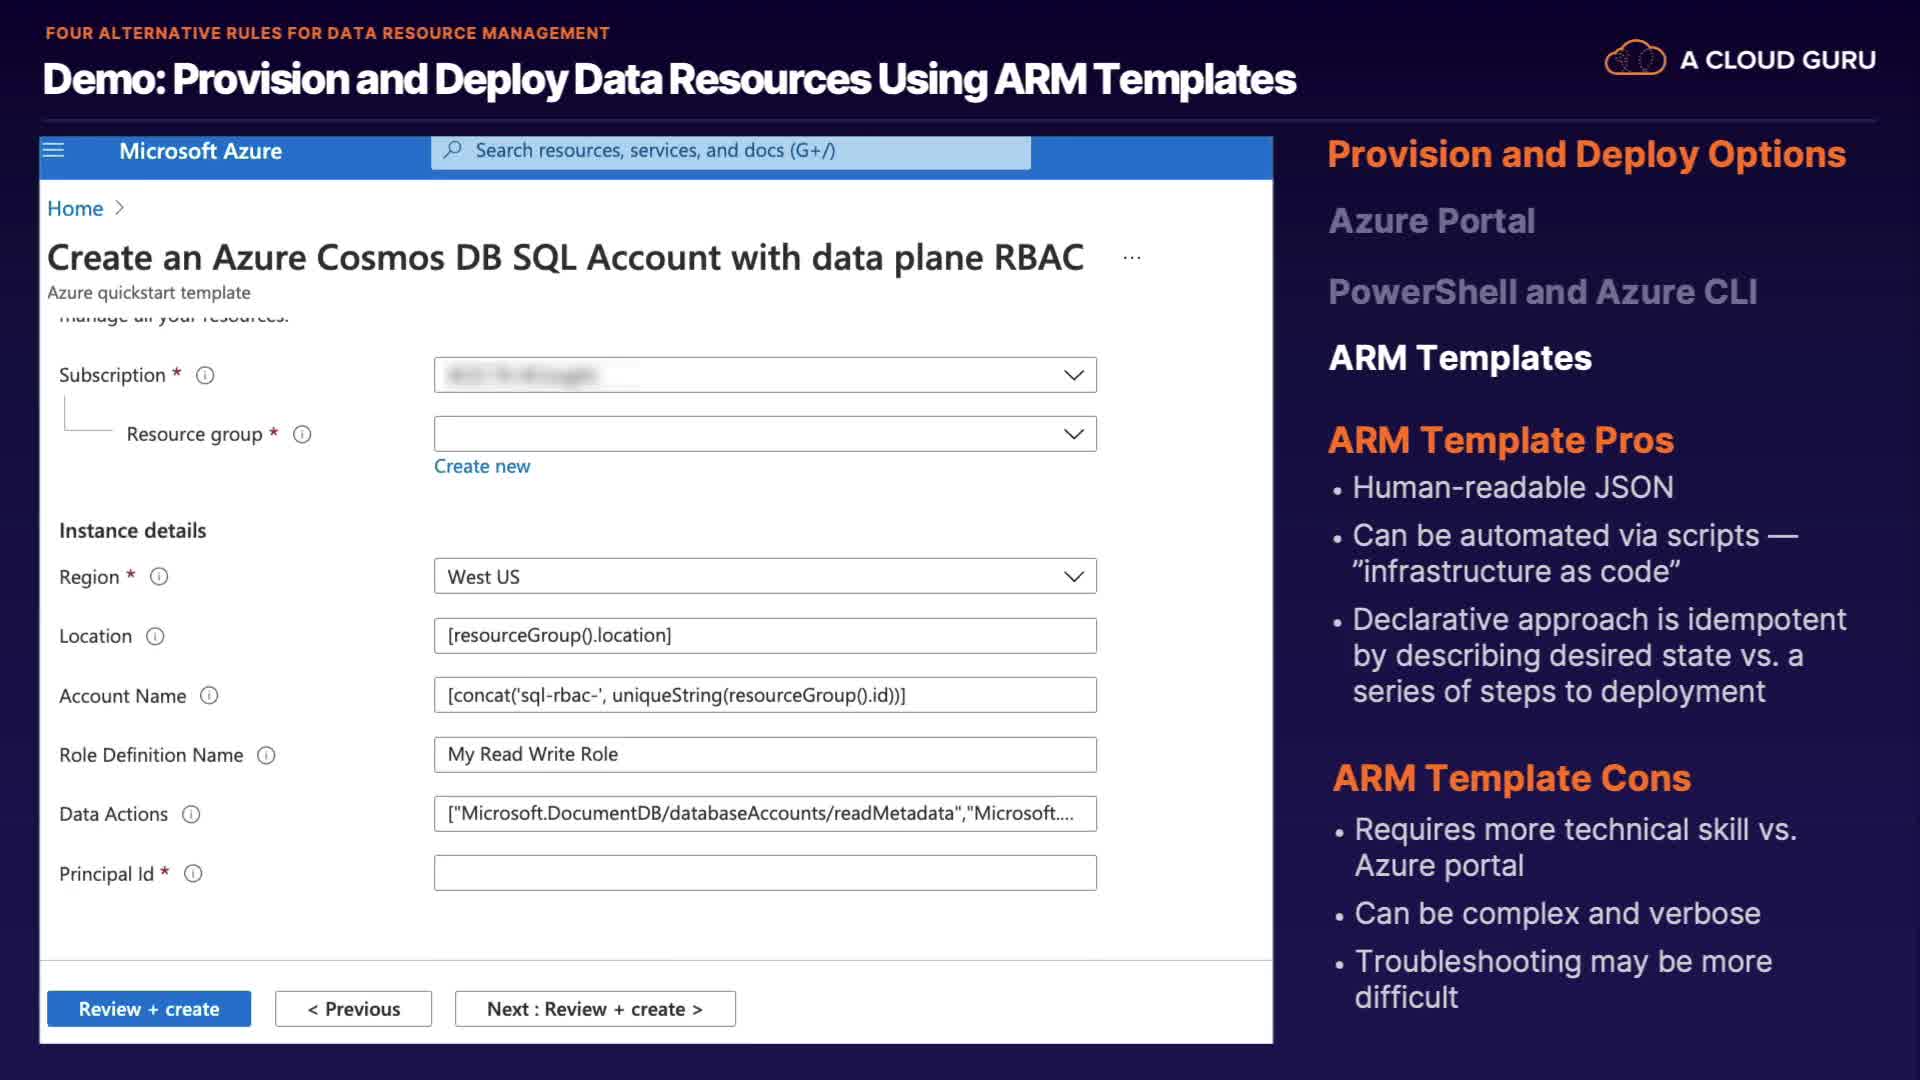 FOUR ALTERNATIVE RULES FOR DATA RESOURCE MANAGEMENT
Demo: Provision and Deploy Data Resources Using ARM Templates
A CLOUD GURU
Microsoft Azure
Search resources, services, and docs (G+/)
Home
Create an Azure Cosmos DB SQL Account with data plane RBAC
...
Azure quickstart template
manage all your resources.
Subscription *
Resource group *
Create new
Instance details
Region *
West US
Location
[resourceGroup().location]
Account Name
[concat('sql-rbac-', uniqueString(resourceGroup().id))]
Role Definition Name
My Read Write Role
Data Actions
["Microsoft.DocumentDB/databaseAccounts/readMetadata","Microsoft....
Principal Id *
Review + create
< Previous
Next : Review + create >
Provision and Deploy Options
Azure Portal
PowerShell and Azure CLI
ARM Templates
ARM Template Pros
• Human-readable JSON
• Can be automated via scripts —
”infrastructure as code”
• Declarative approach is idempotent
by describing desired state vs. a
series of steps to deployment
ARM Template Cons
• Requires more technical skill vs.
Azure portal
• Can be complex and verbose
• Troubleshooting may be more
difficult